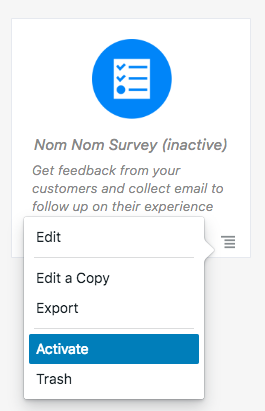 Nom Nom Survey (inactive)
Get feedback from your
customers and collect email to
follow up on their experience
Edit
Edit a Copy
Export
Activate
Trash